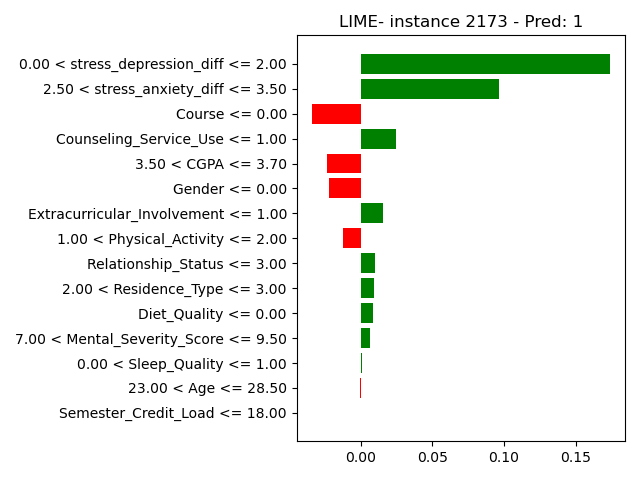 LIME- instance 2173 - Pred: 1
0.00 < stress_depression_diff <= 2.00
2.50 < stress_anxiety_diff <= 3.50
Course <= 0.00
Counseling_Service_Use <= 1.00
3.50 < CGPA <= 3.70
Gender <= 0.00
Extracurricular_Involvement <= 1.00
1.00 < Physical_Activity <= 2.00
Relationship_Status <= 3.00
2.00 < Residence_Type <= 3.00
Diet_Quality <= 0.00
7.00 < Mental_Severity_Score <= 9.50
0.00 < Sleep_Quality <= 1.00
23.00 < Age <= 28.50
Semester_Credit_Load <= 18.00
0.00 0.05 0.10 0.15